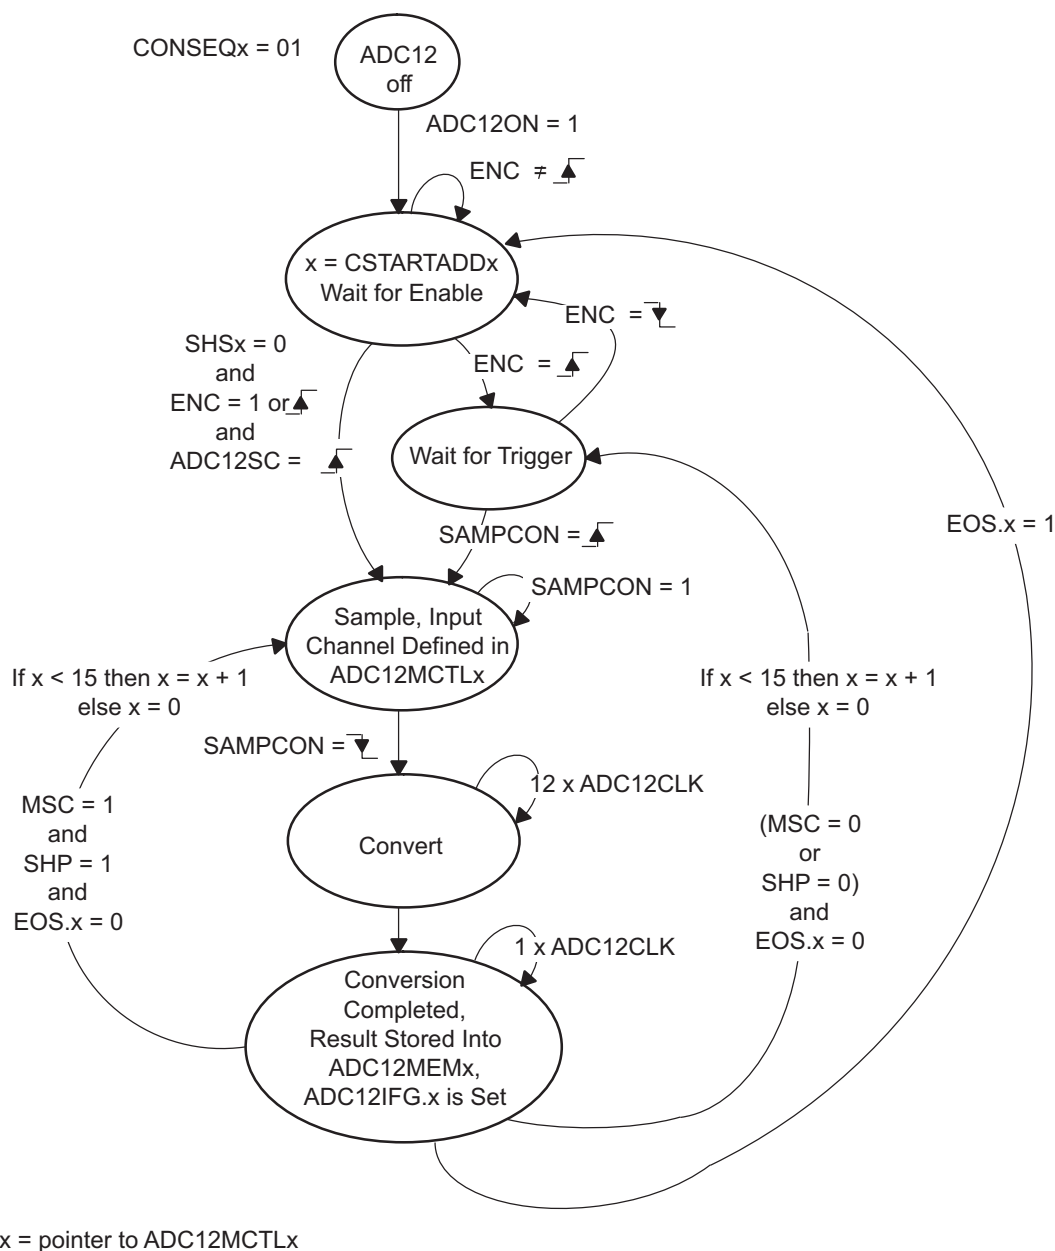 CONSEQx = 01
ADC12
off
ADC12ON = 1
ENC ≠
x = CSTARTADDx
Wait for Enable
ENC =
SHSx = 0
and
ENC = 1 or
and
ADC12SC =
ENC =
Wait for Trigger
EOS.x = 1
SAMPCON =
SAMPCON = 1
Sample, Input
Channel Defined in
ADC12MCTLx
If x < 15 then x = x + 1
else x = 0
If x < 15 then x = x + 1
else x = 0
SAMPCON =
12 x ADC12CLK
MSC = 1
and
SHP = 1
and
EOS.x = 0
Convert
(MSC = 0
or
SHP = 0)
and
EOS.x = 0
1 x ADC12CLK
Conversion
Completed,
Result Stored Into
ADC12MEMx,
ADC12IFG.x is Set
x = pointer to ADC12MCTLx